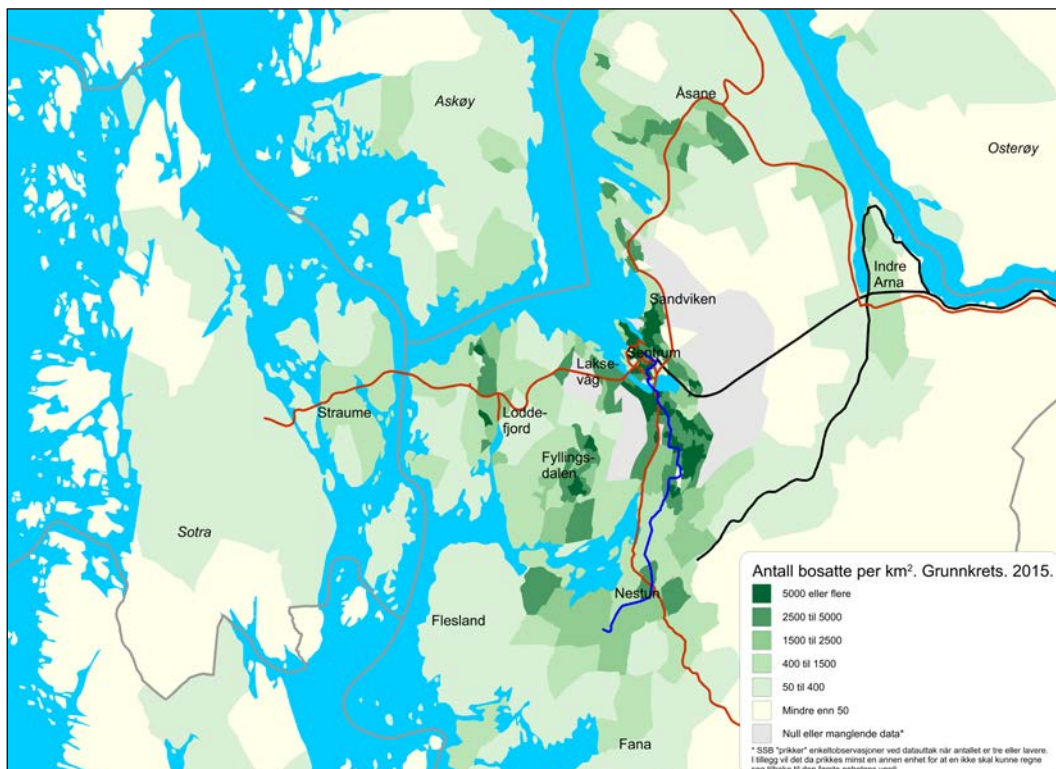 Askøy
Åsane
Osterøy
Indre
Arna
Sandviken
Sentrum
Lakse-
våg
Straume
Lodde-
fjord
Fyllings-
dalen
Sotra
Flesland
Nesttun
Fana
Antall bosatte per km². Grunnkrets. 2015.
5000 eller flere
2500 til 5000
1500 til 2500
400 til 1500
50 til 400
Mindre enn 50
Null eller manglende data*
* SSB "prikker" enkeltobservasjoner ved datauttak når antallet er tre eller lavere.
I tillegg vil det da prikkes minst en annen enhet for at en ikke skal kunne regne